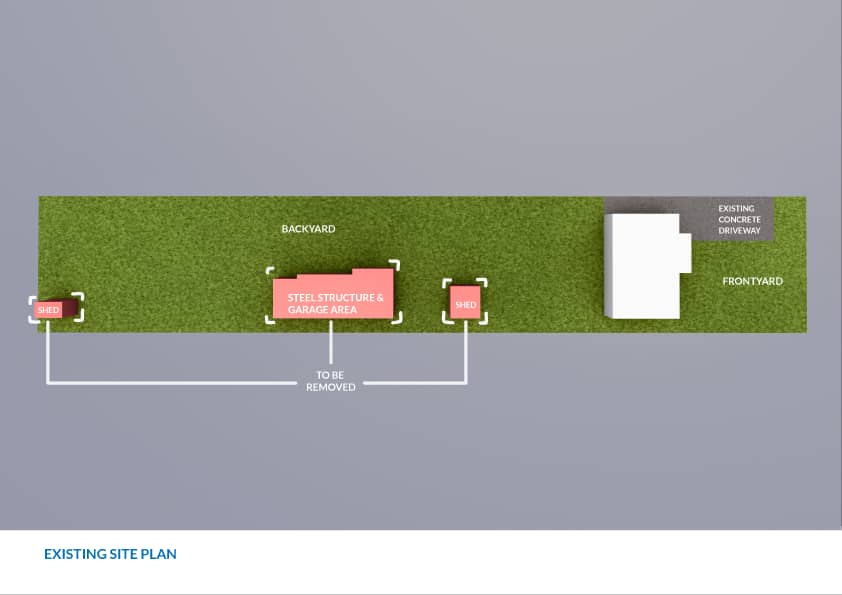 EXISTING
CONCRETE
DRIVEWAY
BACKYARD
FRONTYARD
STEEL STRUCTURE &
GARAGE AREA
SHED
SHED
TO BE
REMOVED
EXISTING SITE PLAN